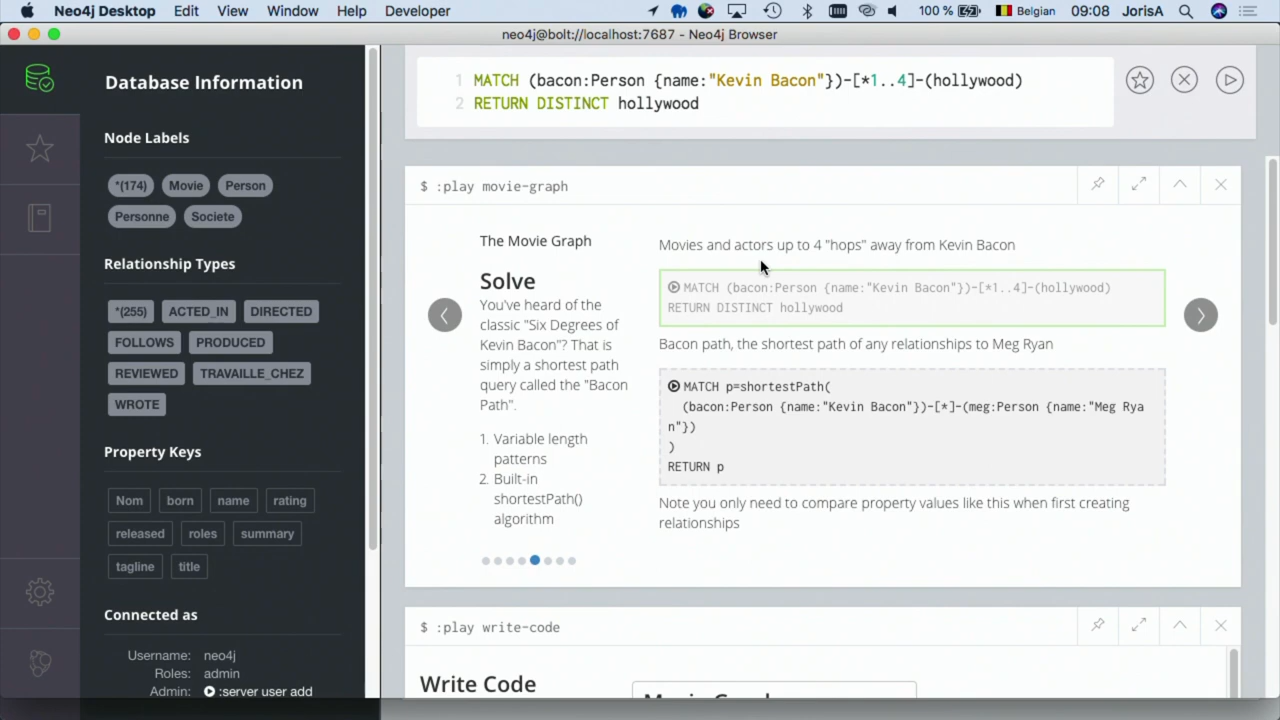 Neo4j Desktop Edit View Window Help Developer 100 % Belgian 09:08 JorisA
neo4j@bolt://localhost:7687 - Neo4j Browser
Database Information
Node Labels
*(174) Movie Person
Personne Societe
Relationship Types
*(255) ACTED_IN DIRECTED
FOLLOWS PRODUCED
REVIEWED TRAVAILLE_CHEZ
WROTE
Property Keys
Nom born name rating
released roles summary
tagline title
Connected as
Username: neo4j
Roles: admin
Admin: :server user add
1 MATCH (bacon:Person {name:"Kevin Bacon"})-[*1..4]-(hollywood)
2 RETURN DISTINCT hollywood
$ :play movie-graph
The Movie Graph
Solve
You've heard of the
classic "Six Degrees of
Kevin Bacon"? That is
simply a shortest path
query called the "Bacon
Path".
1. Variable length
patterns
2. Built-in
shortestPath()
algorithm
Movies and actors up to 4 "hops" away from Kevin Bacon
MATCH (bacon:Person {name:"Kevin Bacon"})-[*1..4]-(hollywood)
RETURN DISTINCT hollywood
Bacon path, the shortest path of any relationships to Meg Ryan
MATCH p=shortestPath(
(bacon:Person {name:"Kevin Bacon"})-[*]-(meg:Person {name:"Meg Rya
n"})
)
RETURN p
Note you only need to compare property values like this when first creating
relationships
$ :play write-code
Write Code